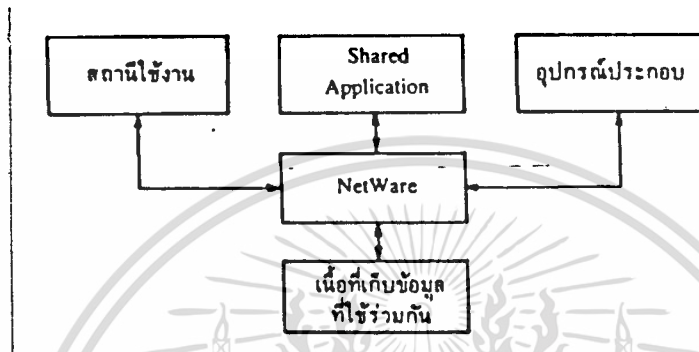 สถานีใช้งาน
Shared
Application
อุปกรณ์ประกอบ
NetWare
เนื้อที่เก็บข้อมูล
ที่ใช้ร่วมกัน